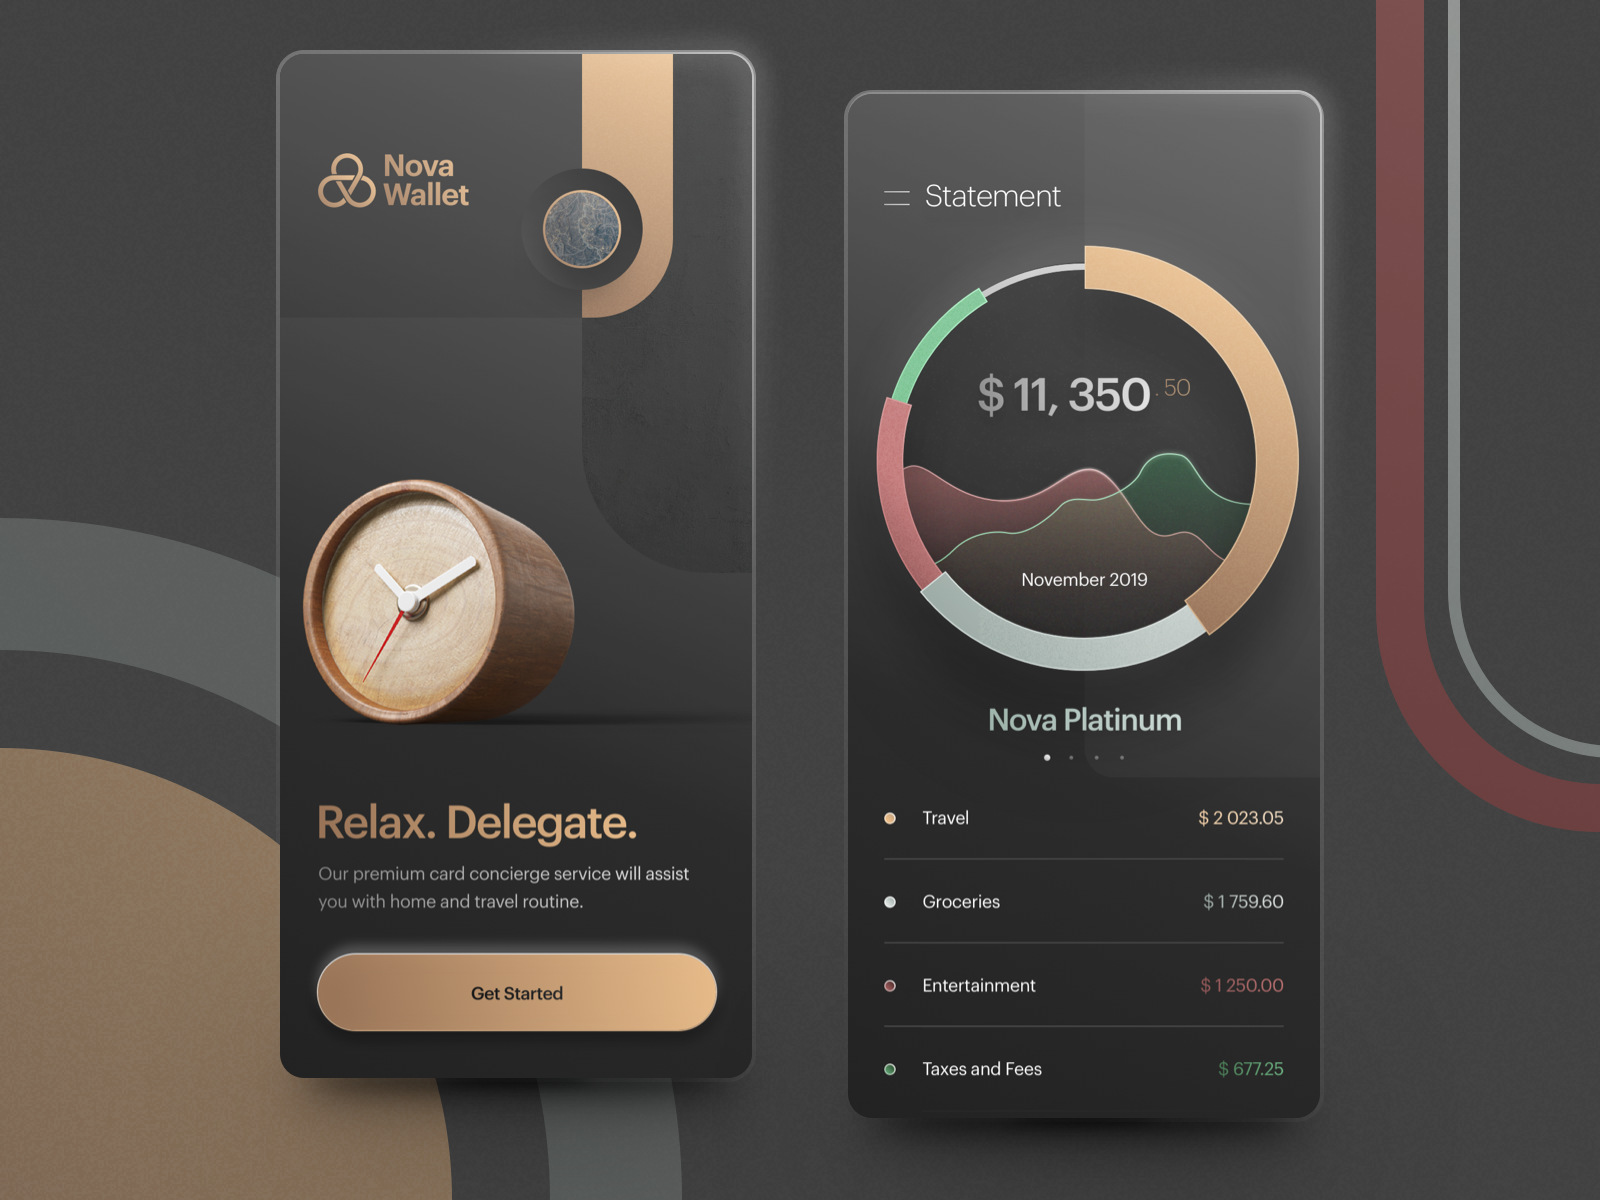 Nova
Wallet
Relax. Delegate.
Our premium card concierge service will assist
you with home and travel routine.
Get Started
Statement
$ 11, 350 . 50
November 2019
Nova Platinum
Travel $ 2 023.05
Groceries $ 1 759.60
Entertainment $ 1 250.00
Taxes and Fees $ 677.25